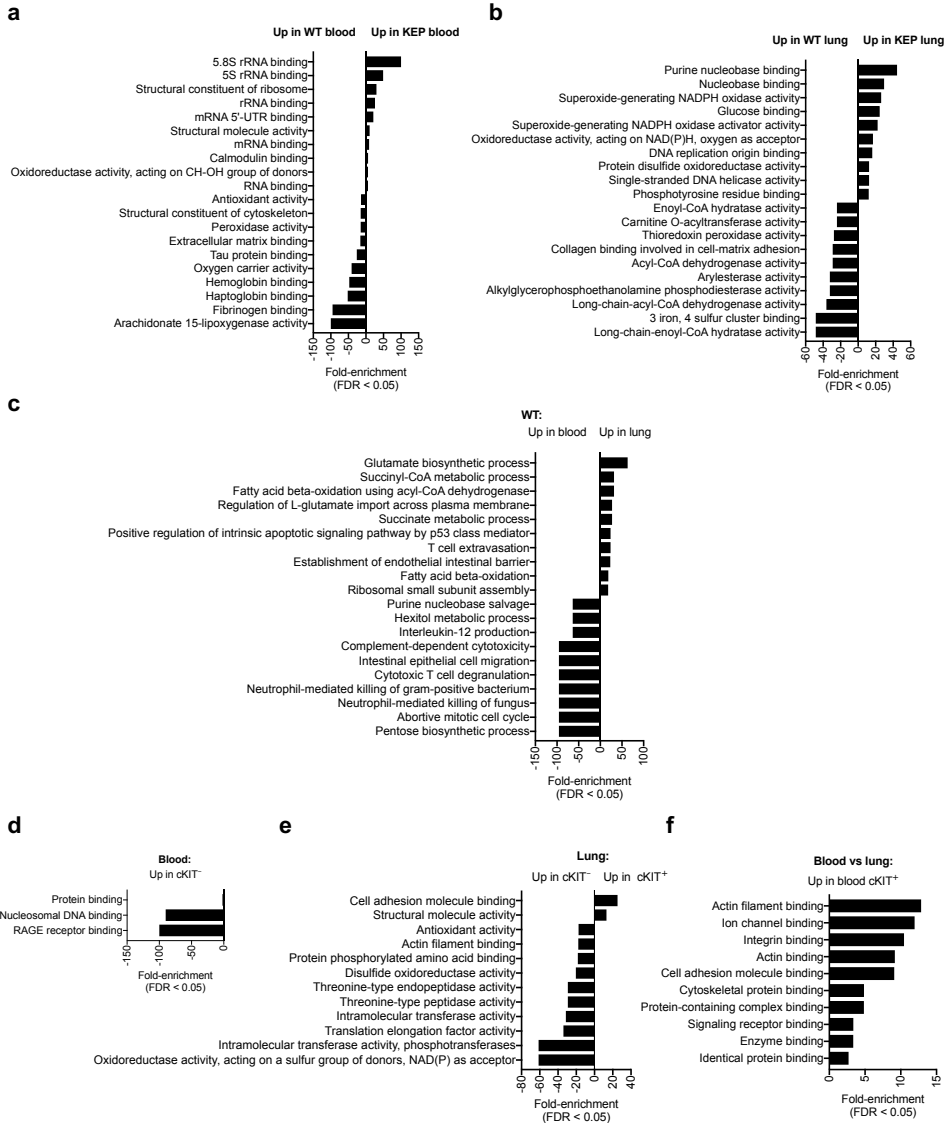 a
Up in WT blood Up in KEP blood
5.8S rRNA binding
5S rRNA binding
Structural constituent of ribosome
rRNA binding
mRNA 5'-UTR binding
Structural molecule activity
mRNA binding
Calmodulin binding
Oxidoreductase activity, acting on CH-OH group of donors
RNA binding
Antioxidant activity
Structural constituent of cytoskeleton
Peroxidase activity
Extracellular matrix binding
Tau protein binding
Oxygen carrier activity
Hemoglobin binding
Haptoglobin binding
Fibrinogen binding
Arachidonate 15-lipoxygenase activity
-150 -100 -50 0 50 100 150
Fold-enrichment
(FDR < 0.05)
b
Up in WT lung Up in KEP lung
Purine nucleobase binding
Nucleobase binding
Superoxide-generating NADPH oxidase activity
Glucose binding
Superoxide-generating NADPH oxidase activator activity
Oxidoreductase activity, acting on NAD(P)H, oxygen as acceptor
DNA replication origin binding
Protein disulfide oxidoreductase activity
Single-stranded DNA helicase activity
Phosphotyrosine residue binding
Enoyl-CoA hydratase activity
Carnitine O-acyltransferase activity
Thioredoxin peroxidase activity
Collagen binding involved in cell-matrix adhesion
Acyl-CoA dehydrogenase activity
Arylesterase activity
Alkylglycerophosphoethanolamine phosphodiesterase activity
Long-chain-acyl-CoA dehydrogenase activity
3 iron, 4 sulfur cluster binding
Long-chain-enoyl-CoA hydratase activity
-60 -40 -20 0 20 40 60
Fold-enrichment
(FDR < 0.05)
c
WT:
Up in blood Up in lung
Glutamate biosynthetic process
Succinyl-CoA metabolic process
Fatty acid beta-oxidation using acyl-CoA dehydrogenase
Regulation of L-glutamate import across plasma membrane
Succinate metabolic process
Positive regulation of intrinsic apoptotic signaling pathway by p53 class mediator
T cell extravasation
Establishment of endothelial intestinal barrier
Fatty acid beta-oxidation
Ribosomal small subunit assembly
Purine nucleobase salvage
Hexitol metabolic process
Interleukin-12 production
Complement-dependent cytotoxicity
Intestinal epithelial cell migration
Cytotoxic T cell degranulation
Neutrophil-mediated killing of gram-positive bacterium
Neutrophil-mediated killing of fungus
Abortive mitotic cell cycle
Pentose biosynthetic process
-150 -100 -50 0 50 100
Fold-enrichment
(FDR < 0.05)
d
Blood:
Up in cKIT⁻
Protein binding
Nucleosomal DNA binding
RAGE receptor binding
-150 -100 -50 0
Fold-enrichment
(FDR < 0.05)
e
Lung:
Up in cKIT⁻ Up in cKIT⁺
Cell adhesion molecule binding
Structural molecule activity
Antioxidant activity
Actin filament binding
Protein phosphorylated amino acid binding
Disulfide oxidoreductase activity
Threonine-type endopeptidase activity
Threonine-type peptidase activity
Intramolecular transferase activity
Translation elongation factor activity
Intramolecular transferase activity, phosphotransferases
Oxidoreductase activity, acting on a sulfur group of donors, NAD(P) as acceptor
-80 -60 -40 -20 0 20 40
Fold-enrichment
(FDR < 0.05)
f
Blood vs lung:
Up in blood cKIT⁺
Actin filament binding
Ion channel binding
Integrin binding
Actin binding
Cell adhesion molecule binding
Cytoskeletal protein binding
Protein-containing complex binding
Signaling receptor binding
Enzyme binding
Identical protein binding
0 5 10 15
Fold-enrichment
(FDR < 0.05)